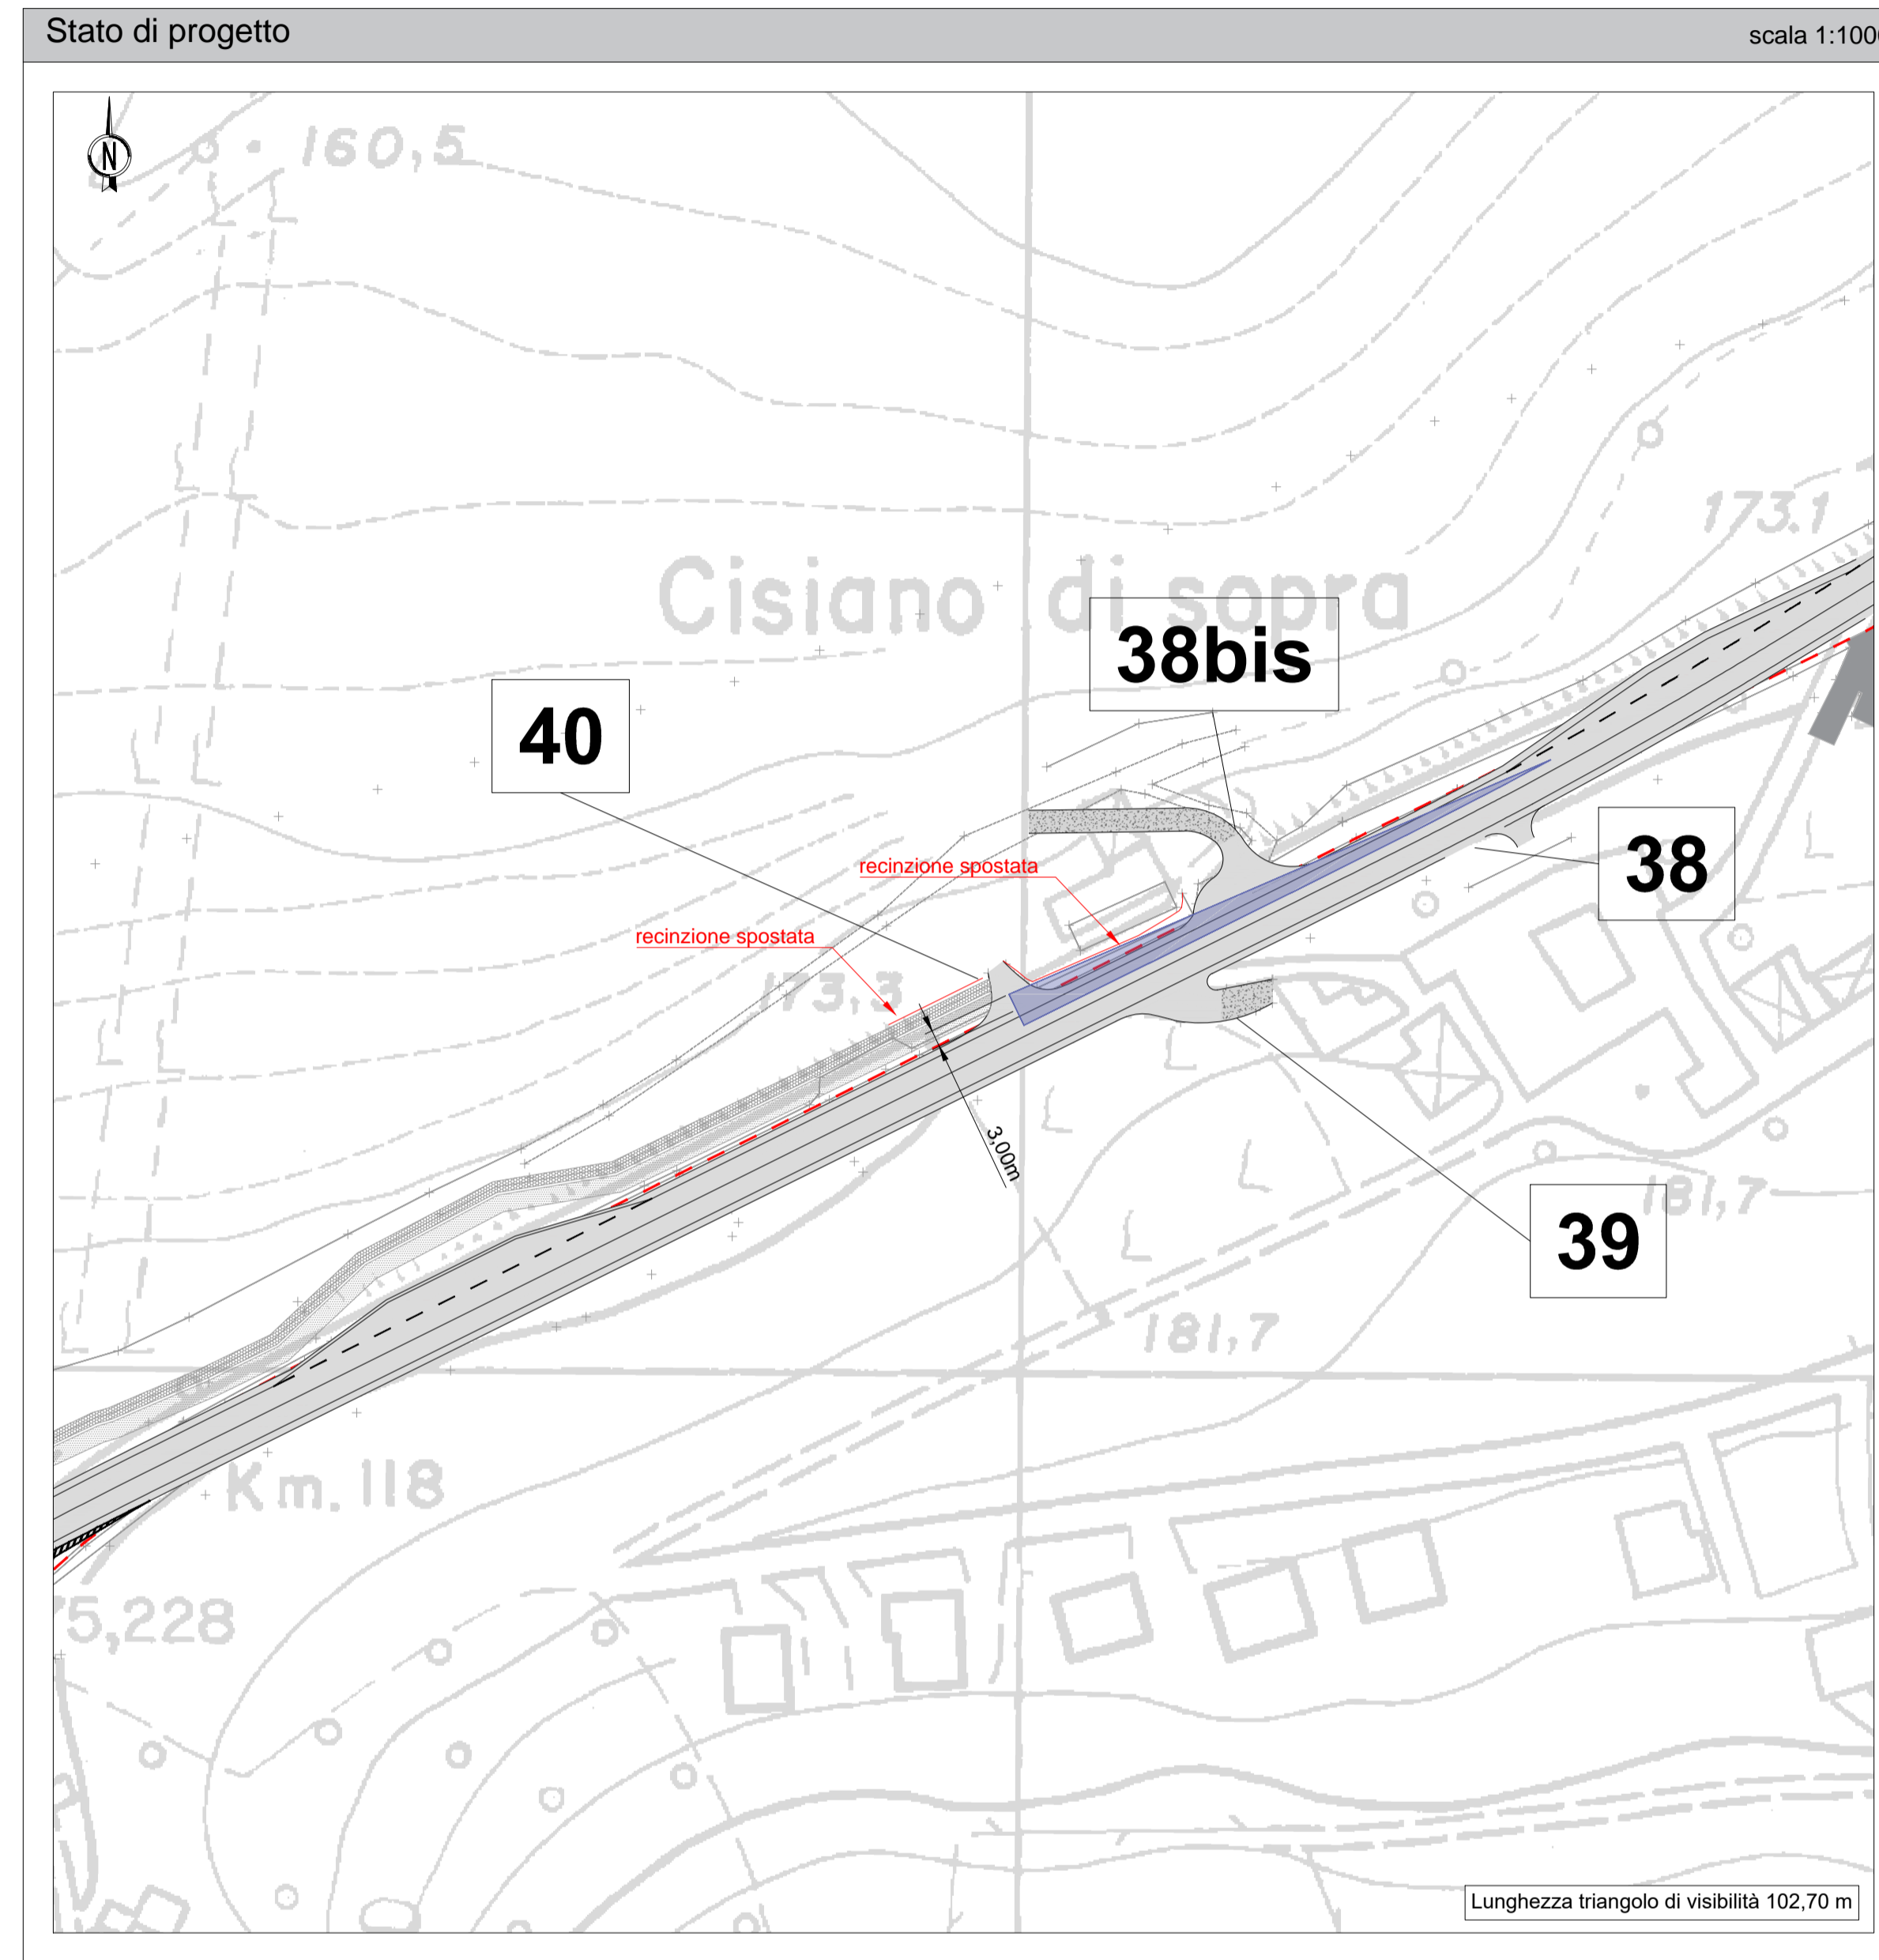 Stato di progetto
scala 1:100
N
160,5
173.1
Cisiano di sopra
38bis
40
38
recinzione spostata
recinzione spostata
173,3
3,00m
39
181,7
181,7
Km. 118
5,228
Lunghezza triangolo di visibilità 102,70 m